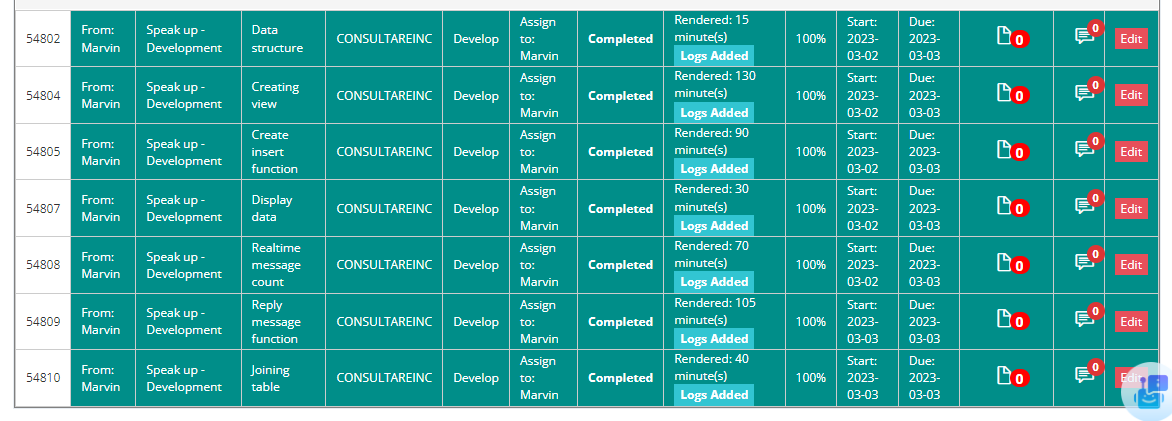 54802 From: Marvin Speak up - Development Data structure CONSULTAREINC Develop Assign to: Marvin Completed Rendered: 15 minute(s) Logs Added 100% Start: 2023-03-02 Due: 2023-03-03 0 0 Edit
54804 From: Marvin Speak up - Development Creating view CONSULTAREINC Develop Assign to: Marvin Completed Rendered: 130 minute(s) Logs Added 100% Start: 2023-03-02 Due: 2023-03-03 0 0 Edit
54805 From: Marvin Speak up - Development Create insert function CONSULTAREINC Develop Assign to: Marvin Completed Rendered: 90 minute(s) Logs Added 100% Start: 2023-03-02 Due: 2023-03-03 0 0 Edit
54807 From: Marvin Speak up - Development Display data CONSULTAREINC Develop Assign to: Marvin Completed Rendered: 30 minute(s) Logs Added 100% Start: 2023-03-02 Due: 2023-03-03 0 0 Edit
54808 From: Marvin Speak up - Development Realtime message count CONSULTAREINC Develop Assign to: Marvin Completed Rendered: 70 minute(s) Logs Added 100% Start: 2023-03-02 Due: 2023-03-03 0 0 Edit
54809 From: Marvin Speak up - Development Reply message function CONSULTAREINC Develop Assign to: Marvin Completed Rendered: 105 minute(s) Logs Added 100% Start: 2023-03-03 Due: 2023-03-03 0 0 Edit
54810 From: Marvin Speak up - Development Joining table CONSULTAREINC Develop Assign to: Marvin Completed Rendered: 40 minute(s) Logs Added 100% Start: 2023-03-03 Due: 2023-03-03 0 0 Edit